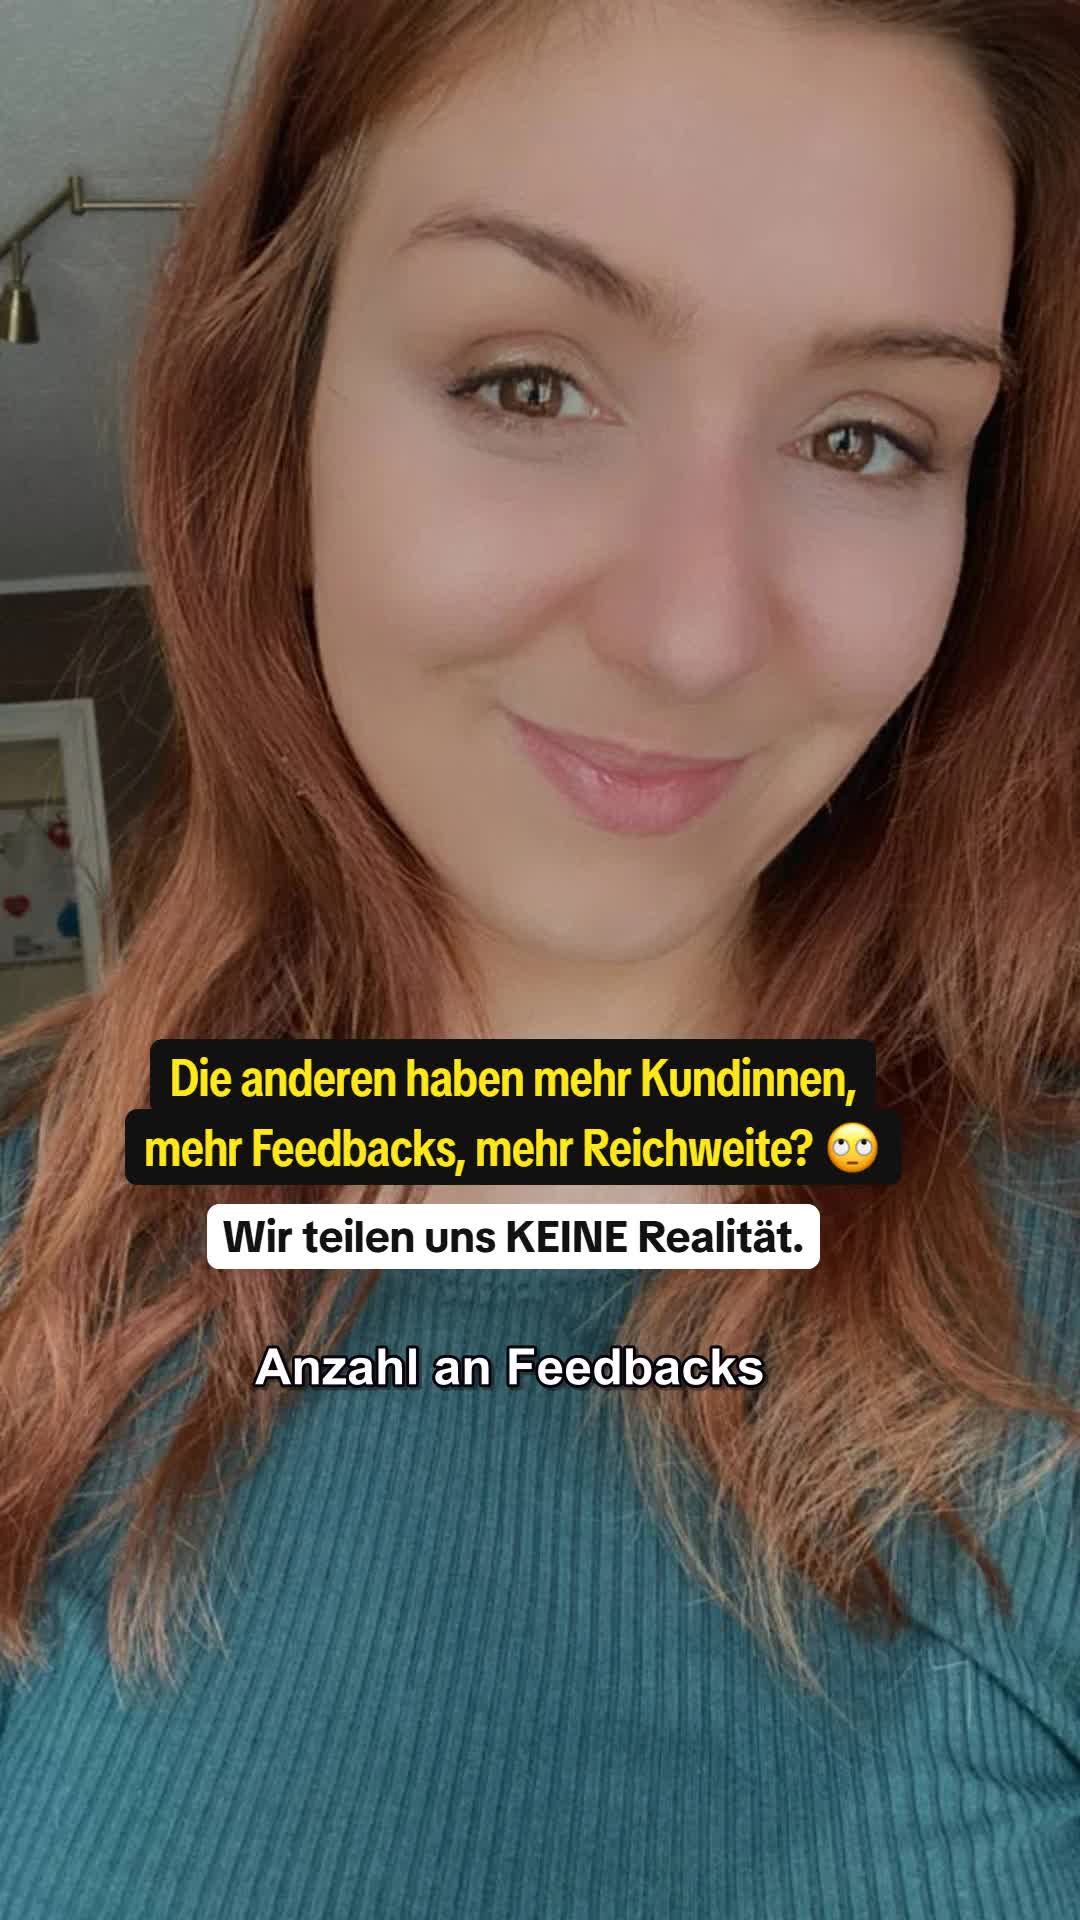 Die anderen haben mehr Kundinnen,
mehr Feedbacks, mehr Reichweite? 🙄
Wir teilen uns KEINE Realität.
Anzahl an Feedbacks